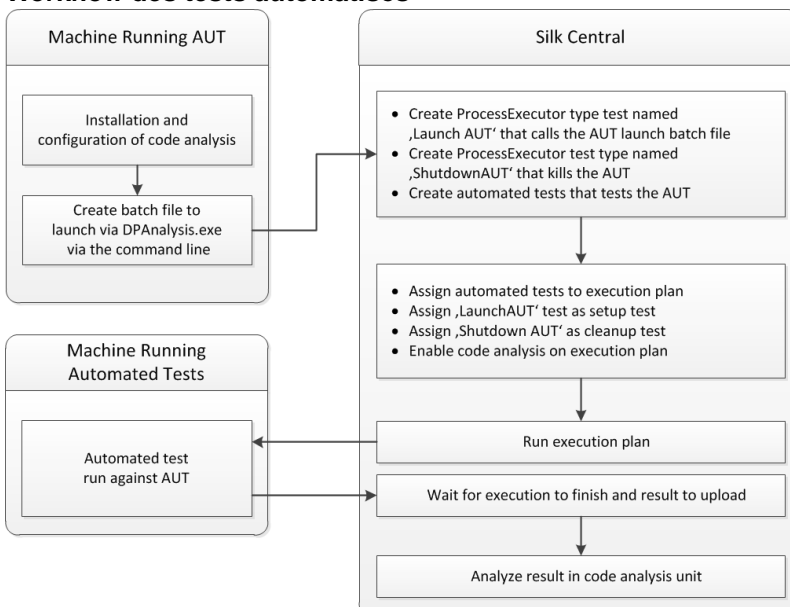 Workflow des tests automatisés
Machine Running AUT
Installation and
configuration of code analysis
Create batch file to
launch via DPAnalysis.exe
via the command line
Silk Central
• Create ProcessExecutor type test named
‚Launch AUT‘ that calls the AUT launch batch file
• Create ProcessExecutor test type named
‚ShutdownAUT‘ that kills the AUT
• Create automated tests that tests the AUT
• Assign automated tests to execution plan
• Assign ‚LaunchAUT‘ test as setup test
• Assign ‚Shutdown AUT‘ as cleanup test
• Enable code analysis on execution plan
Machine Running
Automated Tests
Automated test
run against AUT
Run execution plan
Wait for execution to finish and result to upload
Analyze result in code analysis unit